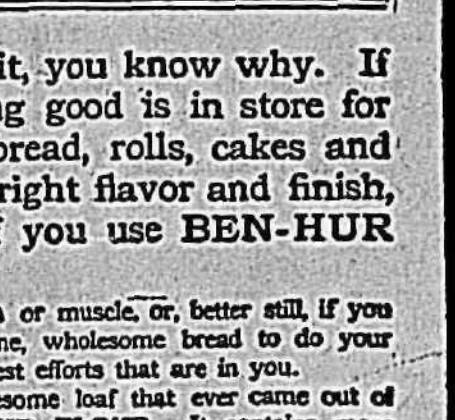 it, you know why. If
ng good is in store for
bread, rolls, cakes and
right flavor and finish,
f you use BEN-HUR
or muscle, or, better still, if you
ne, wholesome bread to do your
est efforts that are in you.
esome loaf that ever came out of